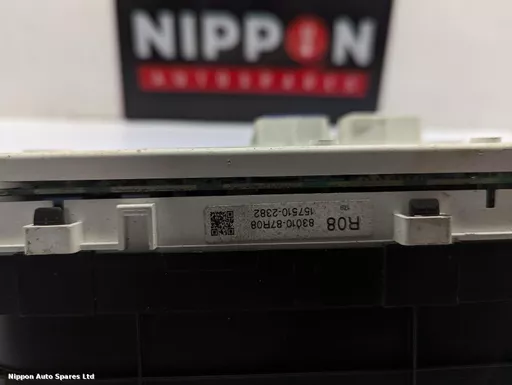 NIPPON
AUTOSPARES
R08
83010-87R08
157510-2382
Nippon Auto Spares Ltd